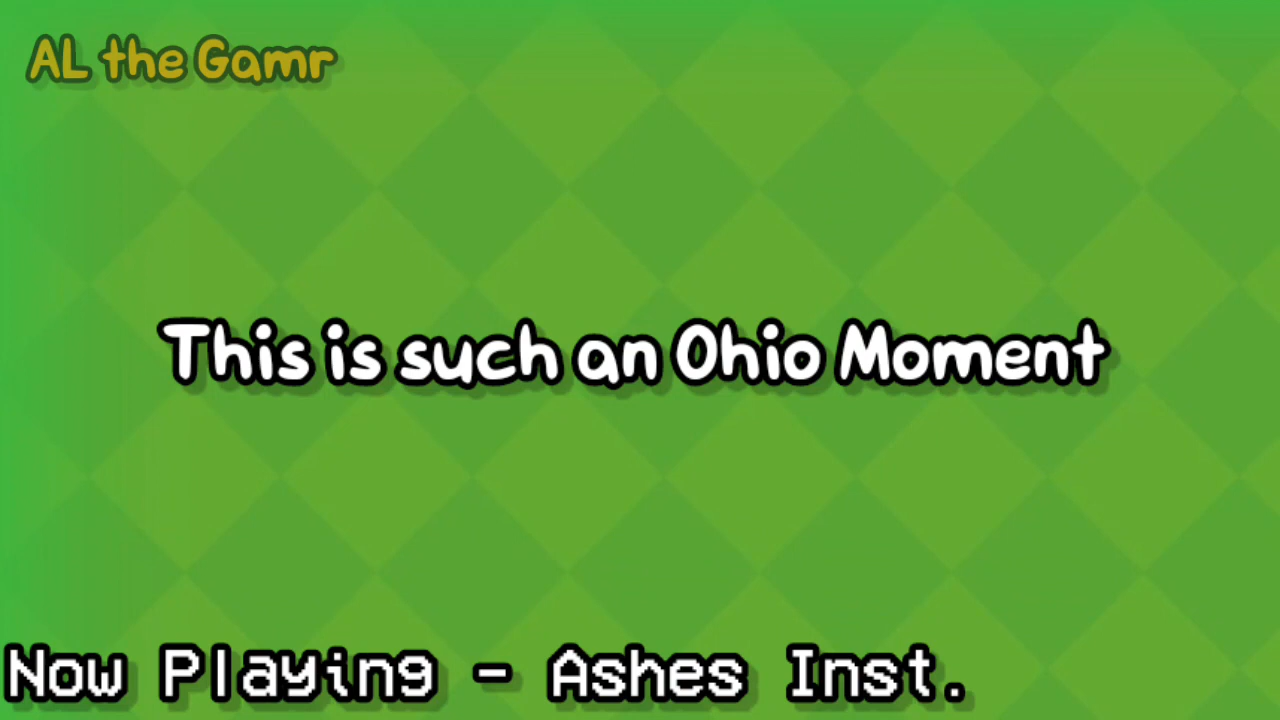 AL the Gamr
This is such an Ohio Moment
Now Playing - Ashes Inst.